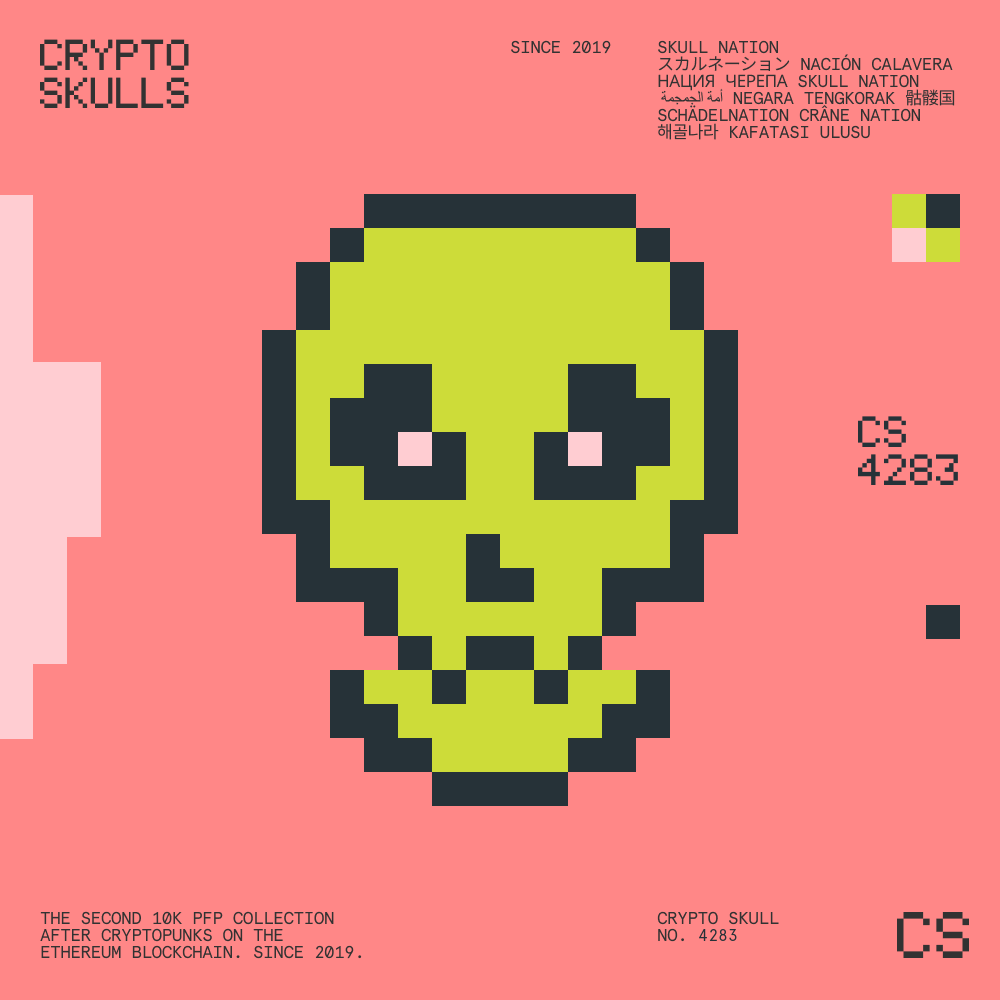 CRYPTO
SKULLS
SINCE 2019
SKULL NATION
スカルネーション NACIÓN CALAVERA
НАЦИЯ ЧЕРЕПА SKULL NATION
أمة الجمجمة NEGARA TENGKORAK 骷髅国
SCHÄDELNATION CRÂNE NATION
해골나라 KAFATASI ULUSU
CS
4283
THE SECOND 10K PFP COLLECTION
AFTER CRYPTOPUNKS ON THE
ETHEREUM BLOCKCHAIN. SINCE 2019.
CRYPTO SKULL
NO. 4283
CS